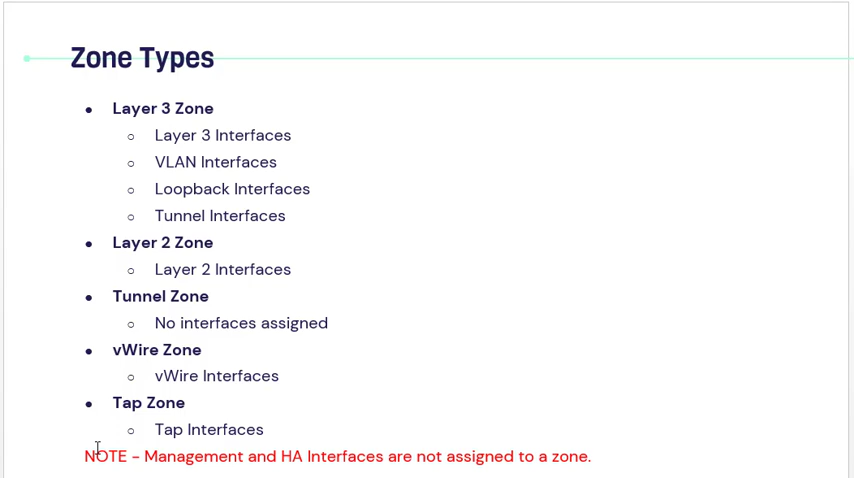 Zone Types
Layer 3 Zone
Layer 3 Interfaces
VLAN Interfaces
Loopback Interfaces
Tunnel Interfaces
Layer 2 Zone
Layer 2 Interfaces
Tunnel Zone
No interfaces assigned
vWire Zone
vWire Interfaces
Tap Zone
Tap Interfaces
NOTE - Management and HA Interfaces are not assigned to a zone.